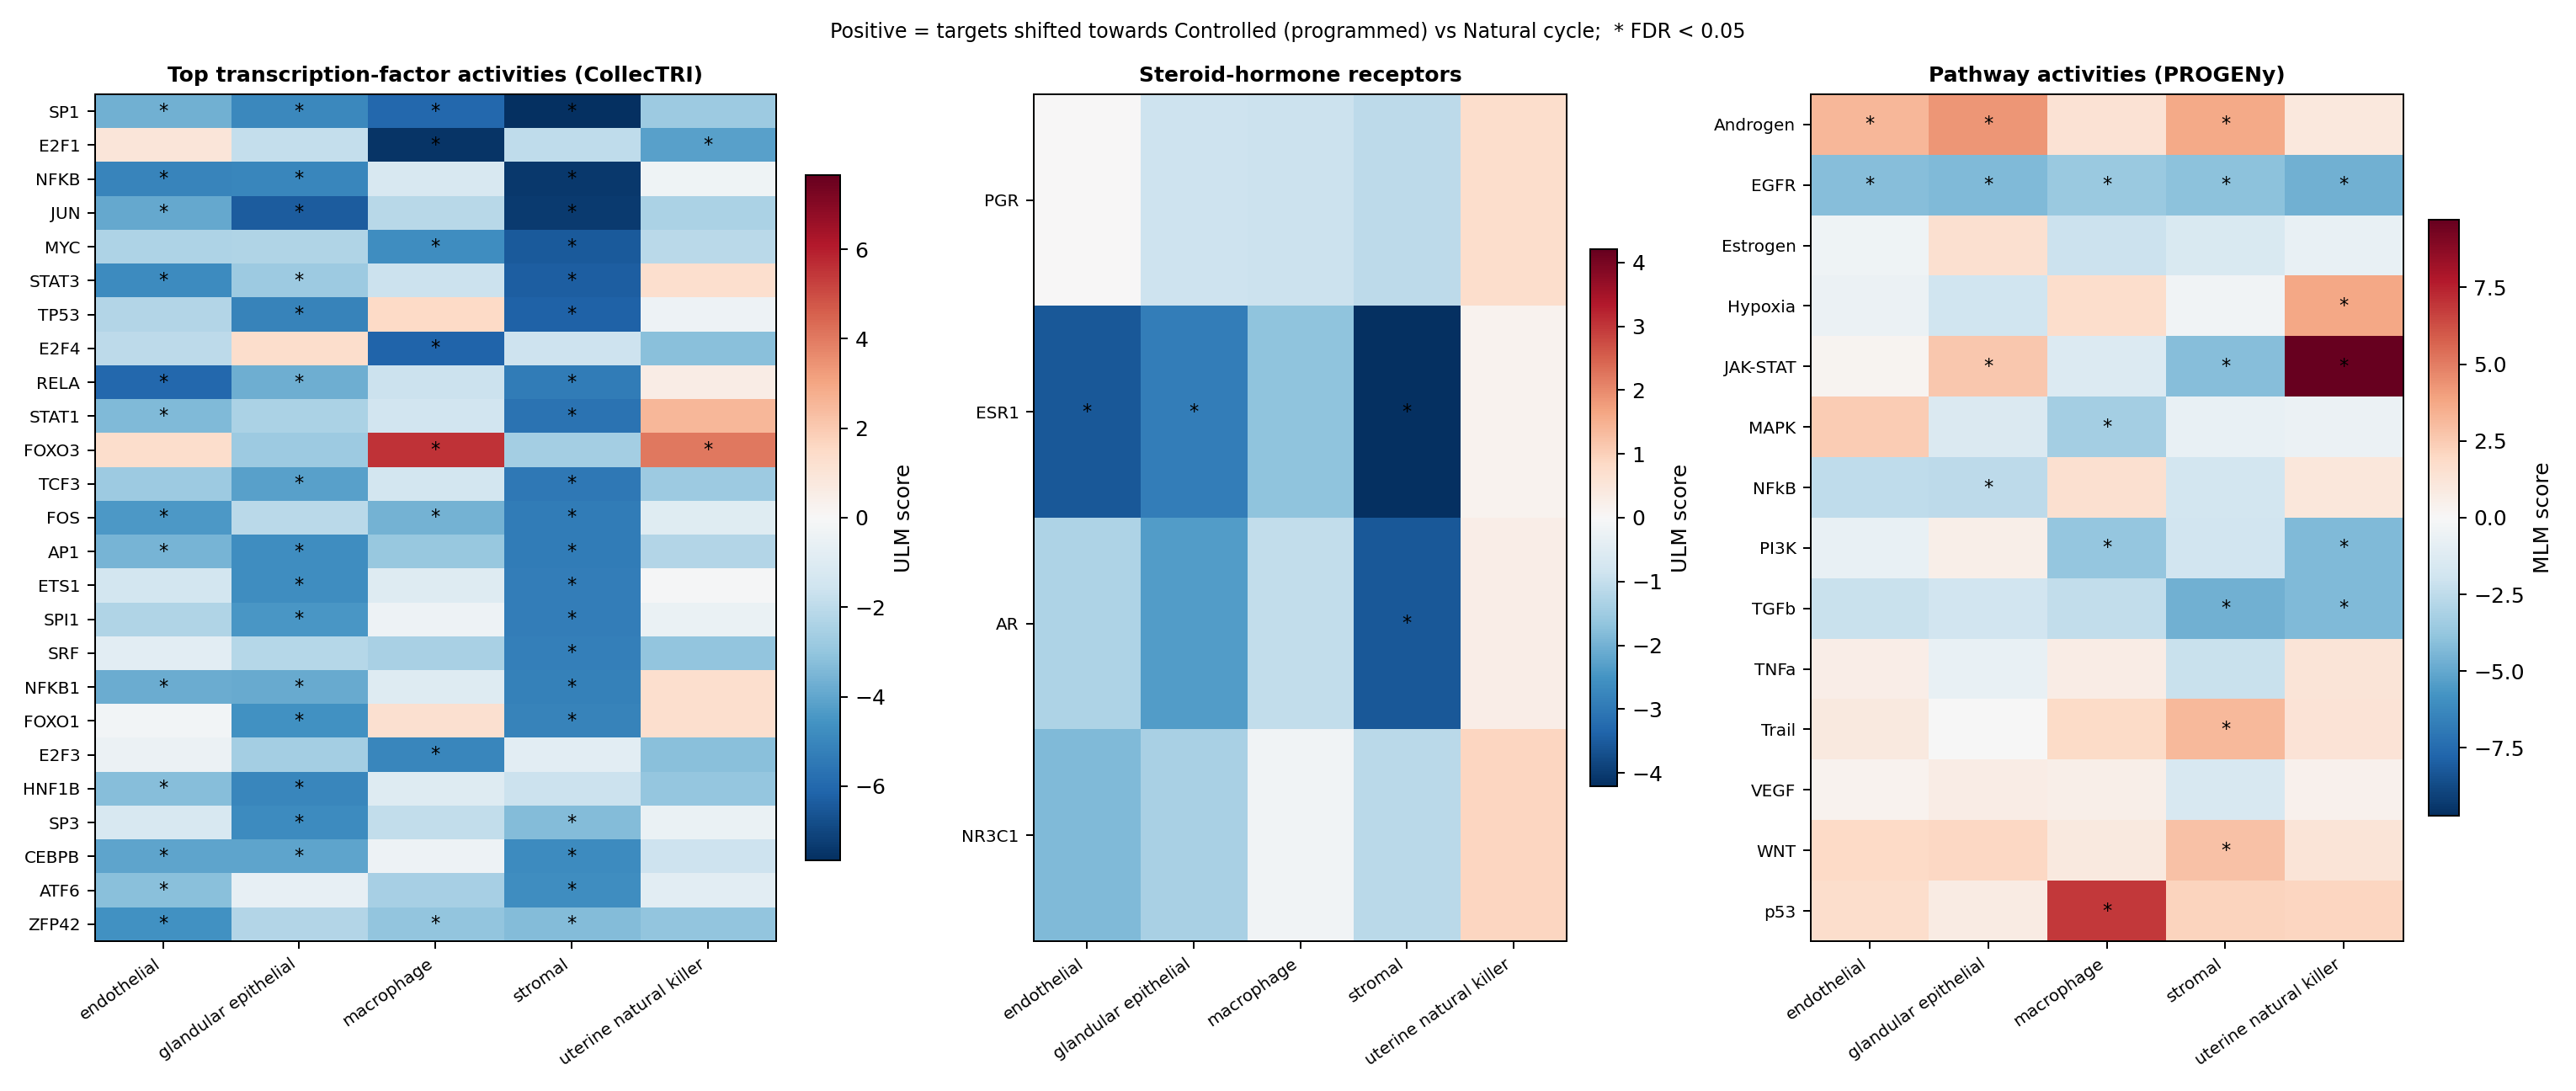 Positive = targets shifted towards Controlled (programmed) vs Natural cycle;  * FDR < 0.05
Top transcription-factor activities (CollecTRI)
SP1
E2F1
NFKB
JUN
MYC
STAT3
TP53
E2F4
RELA
STAT1
FOXO3
TCF3
FOS
AP1
ETS1
SPI1
SRF
NFKB1
FOXO1
E2F3
HNF1B
SP3
CEBPB
ATF6
ZFP42
endothelial
glandular epithelial
macrophage
stromal
uterine natural killer
6
4
2
0
−2
−4
−6
ULM score
Steroid-hormone receptors
PGR
ESR1
AR
NR3C1
endothelial
glandular epithelial
macrophage
stromal
uterine natural killer
4
3
2
1
0
−1
−2
−3
−4
ULM score
Pathway activities (PROGENy)
Androgen
EGFR
Estrogen
Hypoxia
JAK-STAT
MAPK
NFkB
PI3K
TGFb
TNFa
Trail
VEGF
WNT
p53
endothelial
glandular epithelial
macrophage
stromal
uterine natural killer
7.5
5.0
2.5
0.0
−2.5
−5.0
−7.5
MLM score